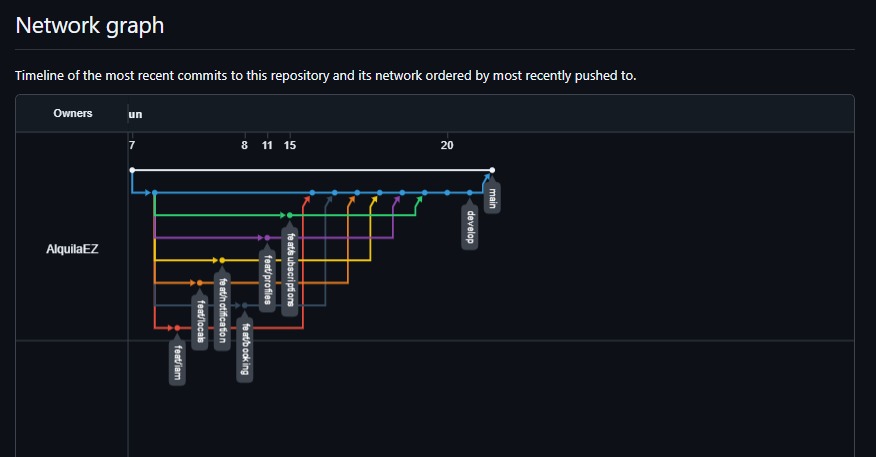 Network graph
Timeline of the most recent commits to this repository and its network ordered by most recently pushed to.
Owners
un
7 8 11 15 20
AlquilaEZ
main
develop
feat/subscriptions
feat/profiles
feat/notification
feat/locals
feat/booking
feat/iam